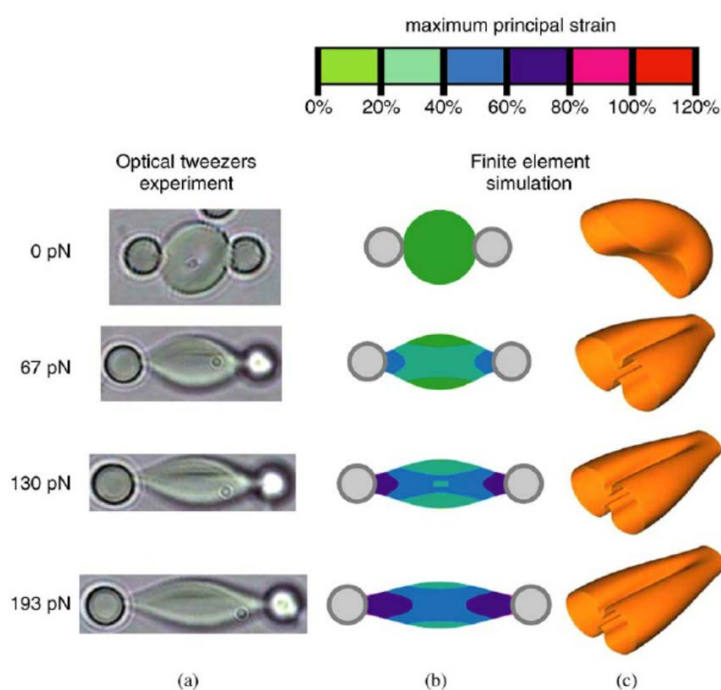 maximum principal strain
0% 20% 40% 60% 80% 100% 120%
Optical tweezers
experiment
Finite element
simulation
0 pN
67 pN
130 pN
193 pN
(a) (b) (c)